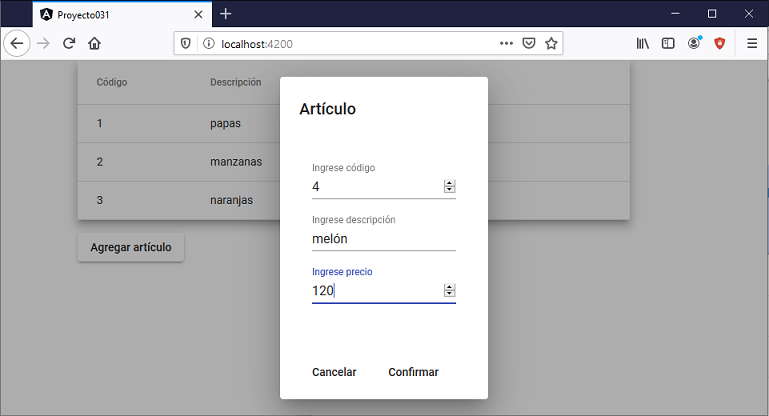 Proyecto031
localhost:4200
Código Descripción
1 papas
2 manzanas
3 naranjas
Agregar artículo
Artículo
Ingrese código
4
Ingrese descripción
melón
Ingrese precio
120
Cancelar Confirmar